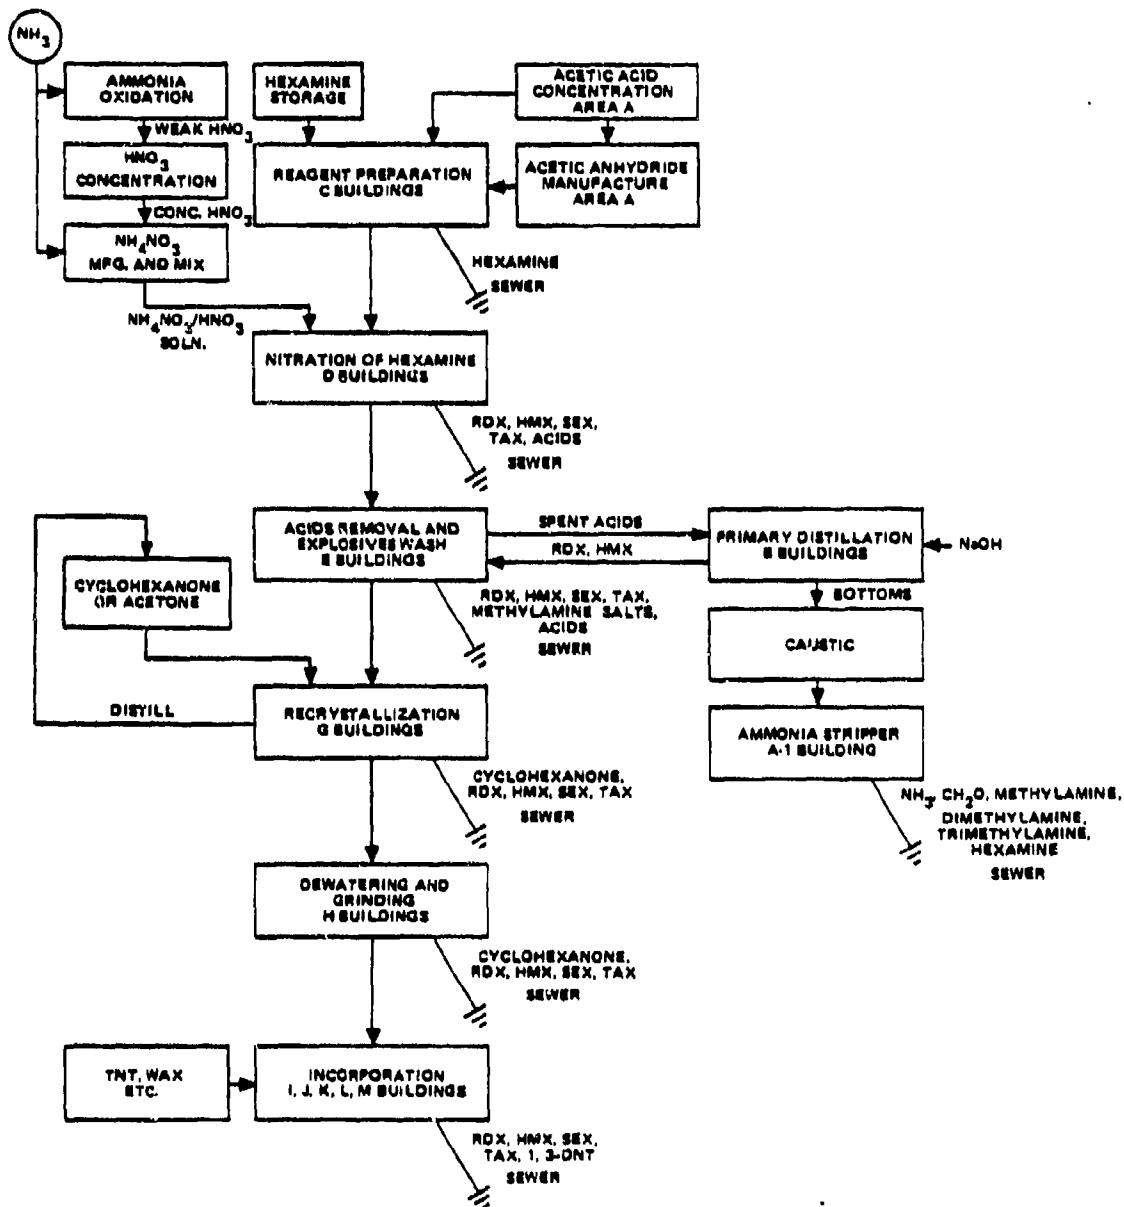 NH3
AMMONIA
OXIDATION
WEAK HNO3
HNO3
CONCENTRATION
CONC. HNO3
NH4NO3
MFG. AND MIX
NH4NO3/HNO3
SOLN.
HEXAMINE
STORAGE
ACETIC ACID
CONCENTRATION
AREA A
REAGENT PREPARATION
C BUILDINGS
ACETIC ANHYDRIDE
MANUFACTURE
AREA A
HEXAMINE
SEWER
NITRATION OF HEXAMINE
D BUILDINGS
RDX, HMX, SEX,
TAX, ACIDS
SEWER
ACIDS REMOVAL AND
EXPLOSIVES WASH
E BUILDINGS
SPENT ACIDS
RDX, HMX
PRIMARY DISTILLATION
B BUILDINGS
NaOH
BOTTOMS
CAUSTIC
AMMONIA STRIPPER
A-1 BUILDING
NH3, CH2O, METHYLAMINE,
DIMETHYLAMINE,
TRIMETHYLAMINE,
HEXAMINE
SEWER
RDX, HMX, SEX, TAX,
METHYLAMINE SALTS,
ACIDS
SEWER
CYCLOHEXANONE
OR ACETONE
DISTILL
RECRYSTALLIZATION
G BUILDINGS
CYCLOHEXANONE,
RDX, HMX, SEX, TAX
SEWER
DEWATERING AND
GRINDING
H BUILDINGS
CYCLOHEXANONE,
RDX, HMX, SEX, TAX
SEWER
TNT, WAX
ETC.
INCORPORATION
I, J, K, L, M BUILDINGS
RDX, HMX, SEX,
TAX, 1, 3-DNT
SEWER